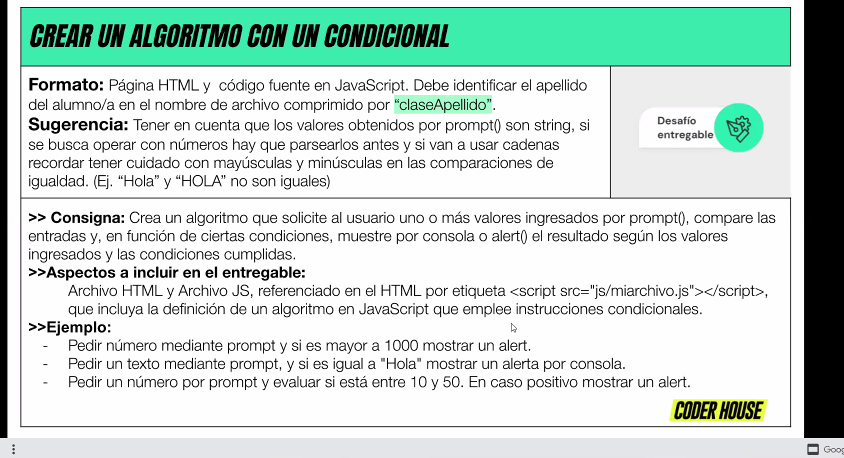 CREAR UN ALGORITMO CON UN CONDICIONAL
Formato: Página HTML y código fuente en JavaScript. Debe identificar el apellido
del alumno/a en el nombre de archivo comprimido por “claseApellido”.
Sugerencia: Tener en cuenta que los valores obtenidos por prompt() son string, si
se busca operar con números hay que parsearlos antes y si van a usar cadenas
recordar tener cuidado con mayúsculas y minúsculas en las comparaciones de
igualdad. (Ej. “Hola” y “HOLA” no son iguales)
Desafío
entregable
>> Consigna: Crea un algoritmo que solicite al usuario uno o más valores ingresados por prompt(), compare las
entradas y, en función de ciertas condiciones, muestre por consola o alert() el resultado según los valores
ingresados y las condiciones cumplidas.
>>Aspectos a incluir en el entregable:
Archivo HTML y Archivo JS, referenciado en el HTML por etiqueta <script src="js/miarchivo.js"></script>,
que incluya la definición de un algoritmo en JavaScript que emplee instrucciones condicionales.
>>Ejemplo:
- Pedir número mediante prompt y si es mayor a 1000 mostrar un alert.
- Pedir un texto mediante prompt, y si es igual a "Hola" mostrar un alerta por consola.
- Pedir un número por prompt y evaluar si está entre 10 y 50. En caso positivo mostrar un alert.
CODER HOUSE
Goog